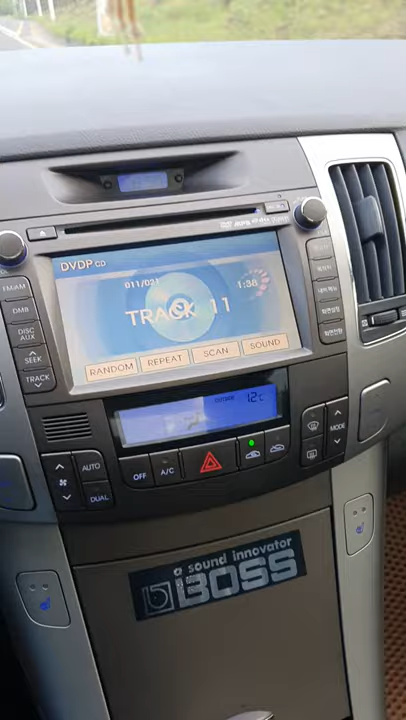 DVDP CD
011/021
1:38
TRACK 11
RANDOM
REPEAT
SCAN
SOUND
FM/AM
DMB
DISC
AUX
SEEK
TRACK
OUTSIDE 12°C
AUTO
DUAL
OFF
A/C
MODE
a sound innovator
BOSS